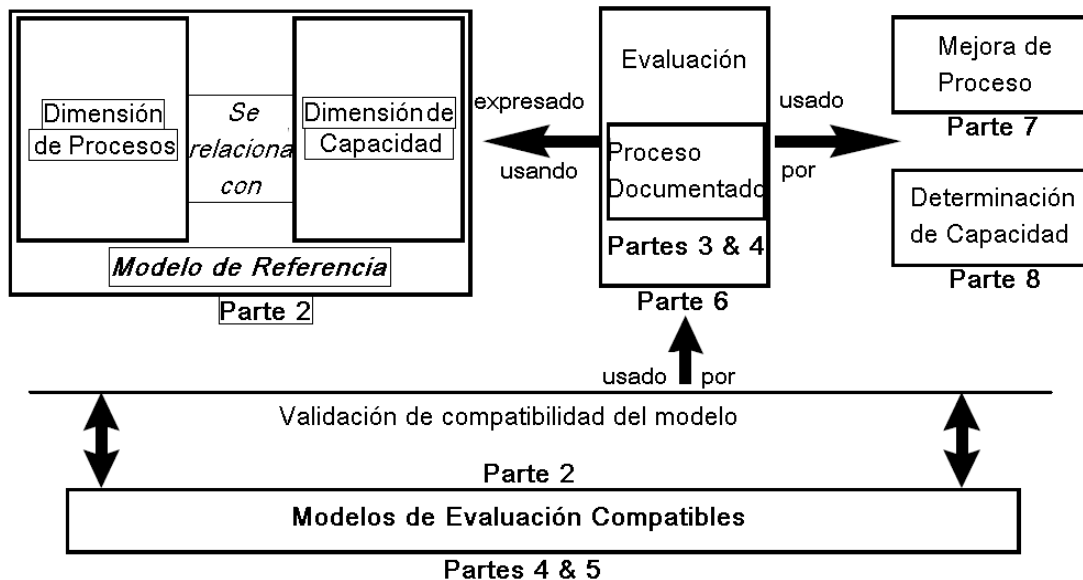 Dimensión
de Procesos
Se
relaciona
con
Dimensión de
Capacidad
Modelo de Referencia
Parte 2
expresado
usando
Evaluación
Proceso
Documentado
Partes 3 & 4
Parte 6
usado
por
Mejora de
Proceso
Parte 7
Determinación
de Capacidad
Parte 8
usado por
Validación de compatibilidad del modelo
Parte 2
Modelos de Evaluación Compatibles
Partes 4 & 5